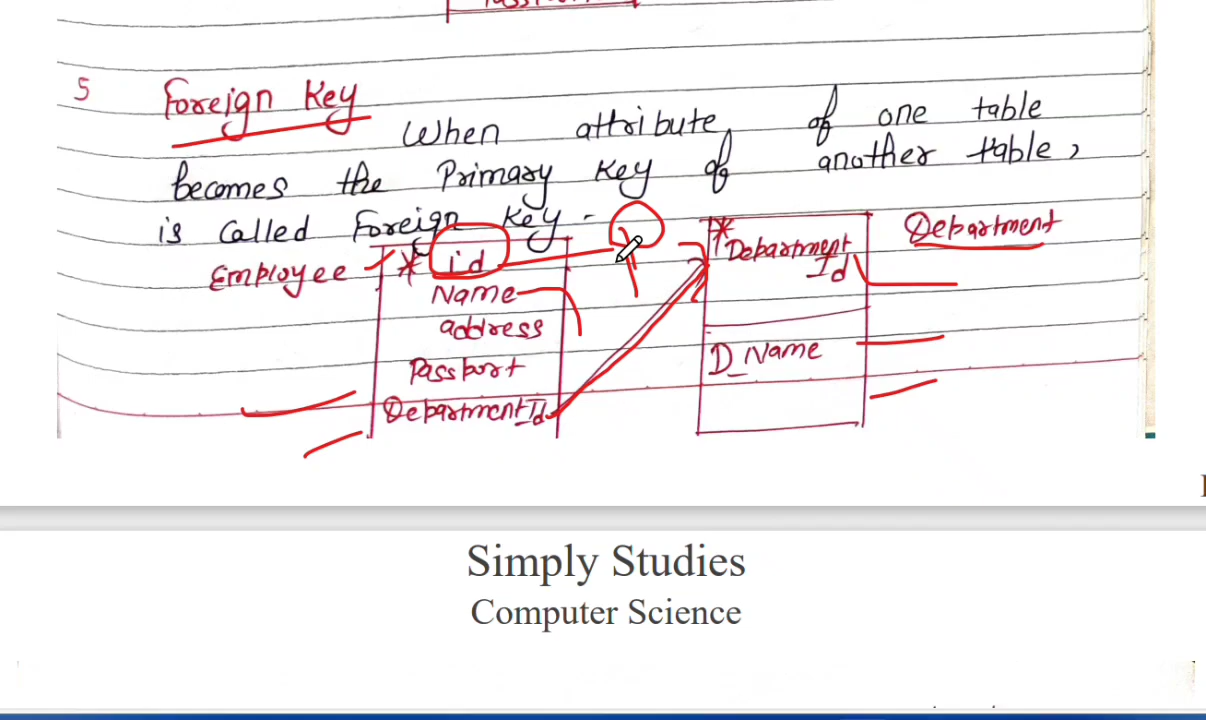 5 Foreign Key
When attribute of one table
becomes the Primary Key of another table,
is Called Foreign Key -
Employee * id
Name
address
Passport
Department Id
* Department Id
D_Name
Department
Simply Studies
Computer Science